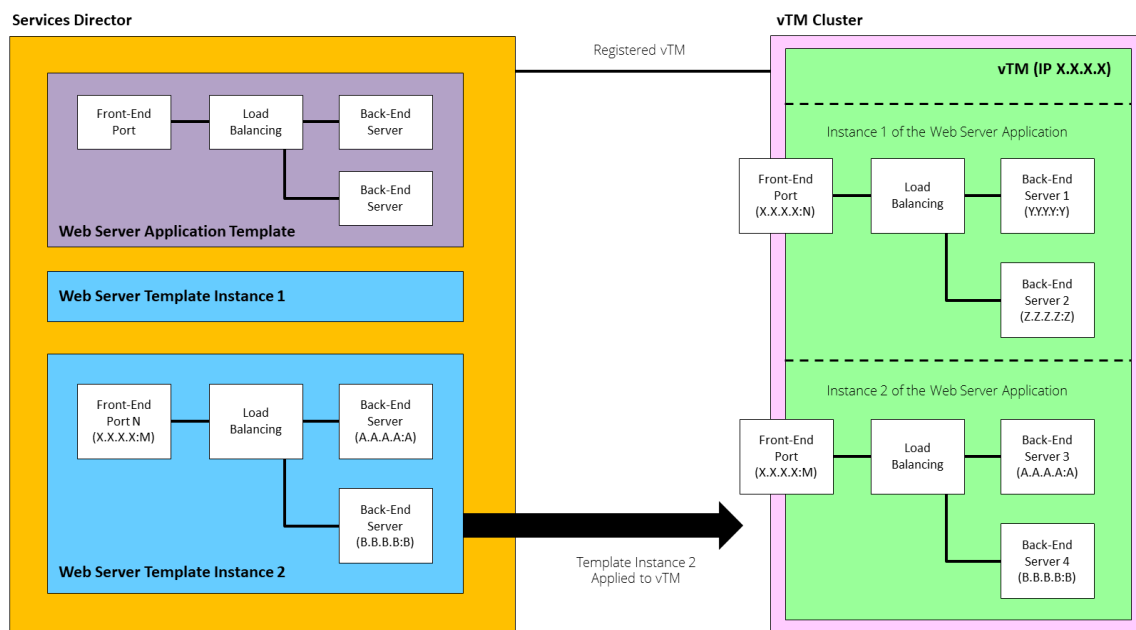 Services Director
Front-End
Port
Load
Balancing
Back-End
Server
Back-End
Server
Web Server Application Template
Web Server Template Instance 1
Front-End
Port N
(X.X.X.X:M)
Load
Balancing
Back-End
Server
(A.A.A.A:A)
Back-End
Server
(B.B.B.B:B)
Web Server Template Instance 2
Registered vTM
Template Instance 2
Applied to vTM
vTM Cluster
vTM (IP X.X.X.X)
Instance 1 of the Web Server Application
Front-End
Port
(X.X.X.X:N)
Load
Balancing
Back-End
Server 1
(Y.Y.Y.Y:Y)
Back-End
Server 2
(Z.Z.Z.Z:Z)
Instance 2 of the Web Server Application
Front-End
Port
(X.X.X.X:M)
Load
Balancing
Back-End
Server 3
(A.A.A.A:A)
Back-End
Server 4
(B.B.B.B:B)